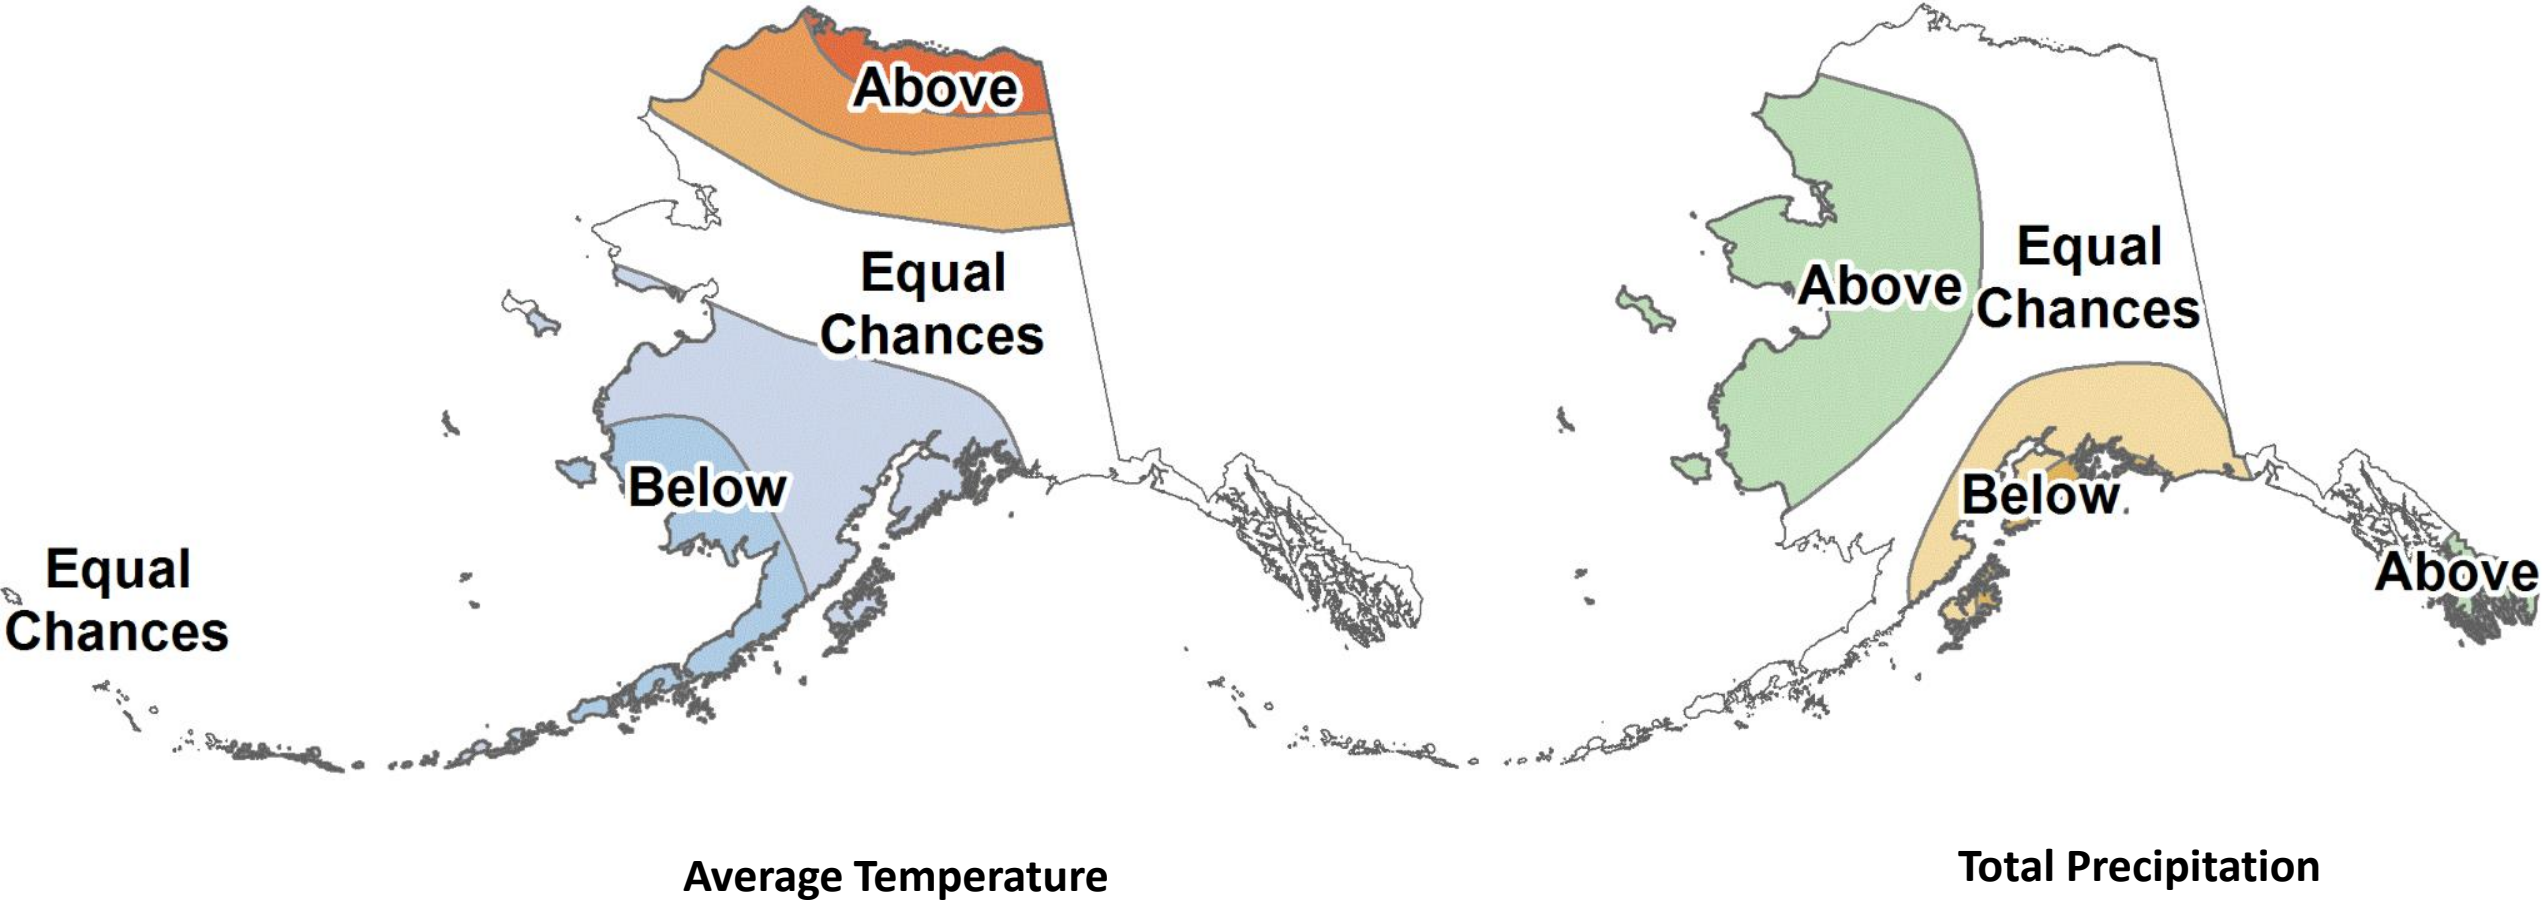 Above
Equal
Chances
Below
Equal
Chances
Average Temperature
Above
Equal
Chances
Below
Above
Total Precipitation